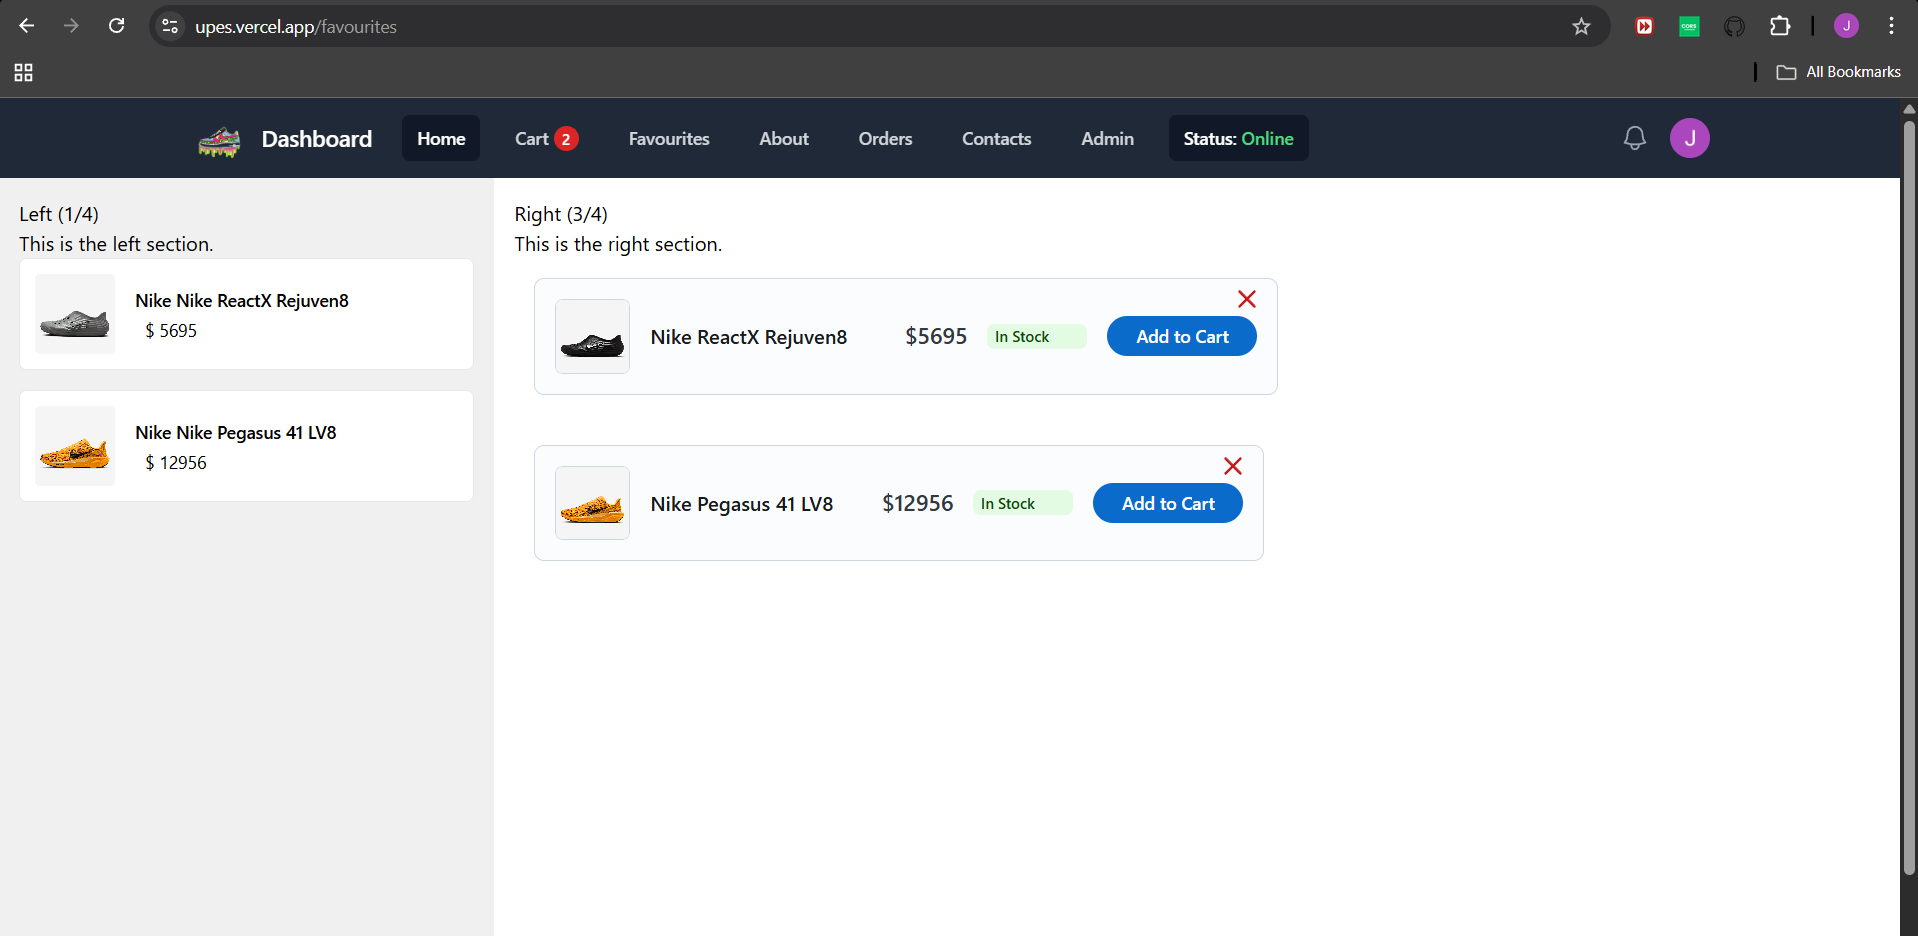 upes.vercel.app/favourites
CORS
J
All Bookmarks
Dashboard Home Cart 2 Favourites About Orders Contacts Admin Status: Online J
Left (1/4)
This is the left section.
Nike Nike ReactX Rejuven8
$ 5695
Nike Nike Pegasus 41 LV8
$ 12956
Right (3/4)
This is the right section.
Nike ReactX Rejuven8 $5695 In Stock Add to Cart
Nike Pegasus 41 LV8 $12956 In Stock Add to Cart